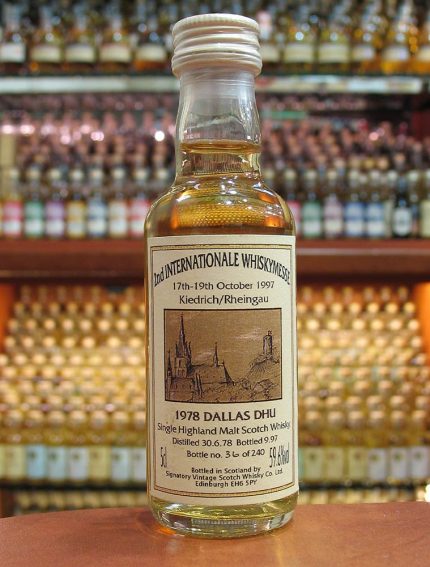 2nd INTERNATIONALE WHISKYMESSE
17th-19th October 1997
Kiedrich/Rheingau
1978 DALLAS DHU
Single Highland Malt Scotch Whisky
Distilled 30.6.78 Bottled 9.97
Bottle no. 36 of 240
5cl 59.6%vol
Bottled in Scotland by
Signatory Vintage Scotch Whisky Co. Ltd.
Edinburgh EH6 5PY